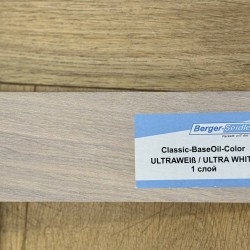 Berger-Seidle
Classic-BaseOil-Color
ULTRAWEIß / ULTRA WHIT
1 слой